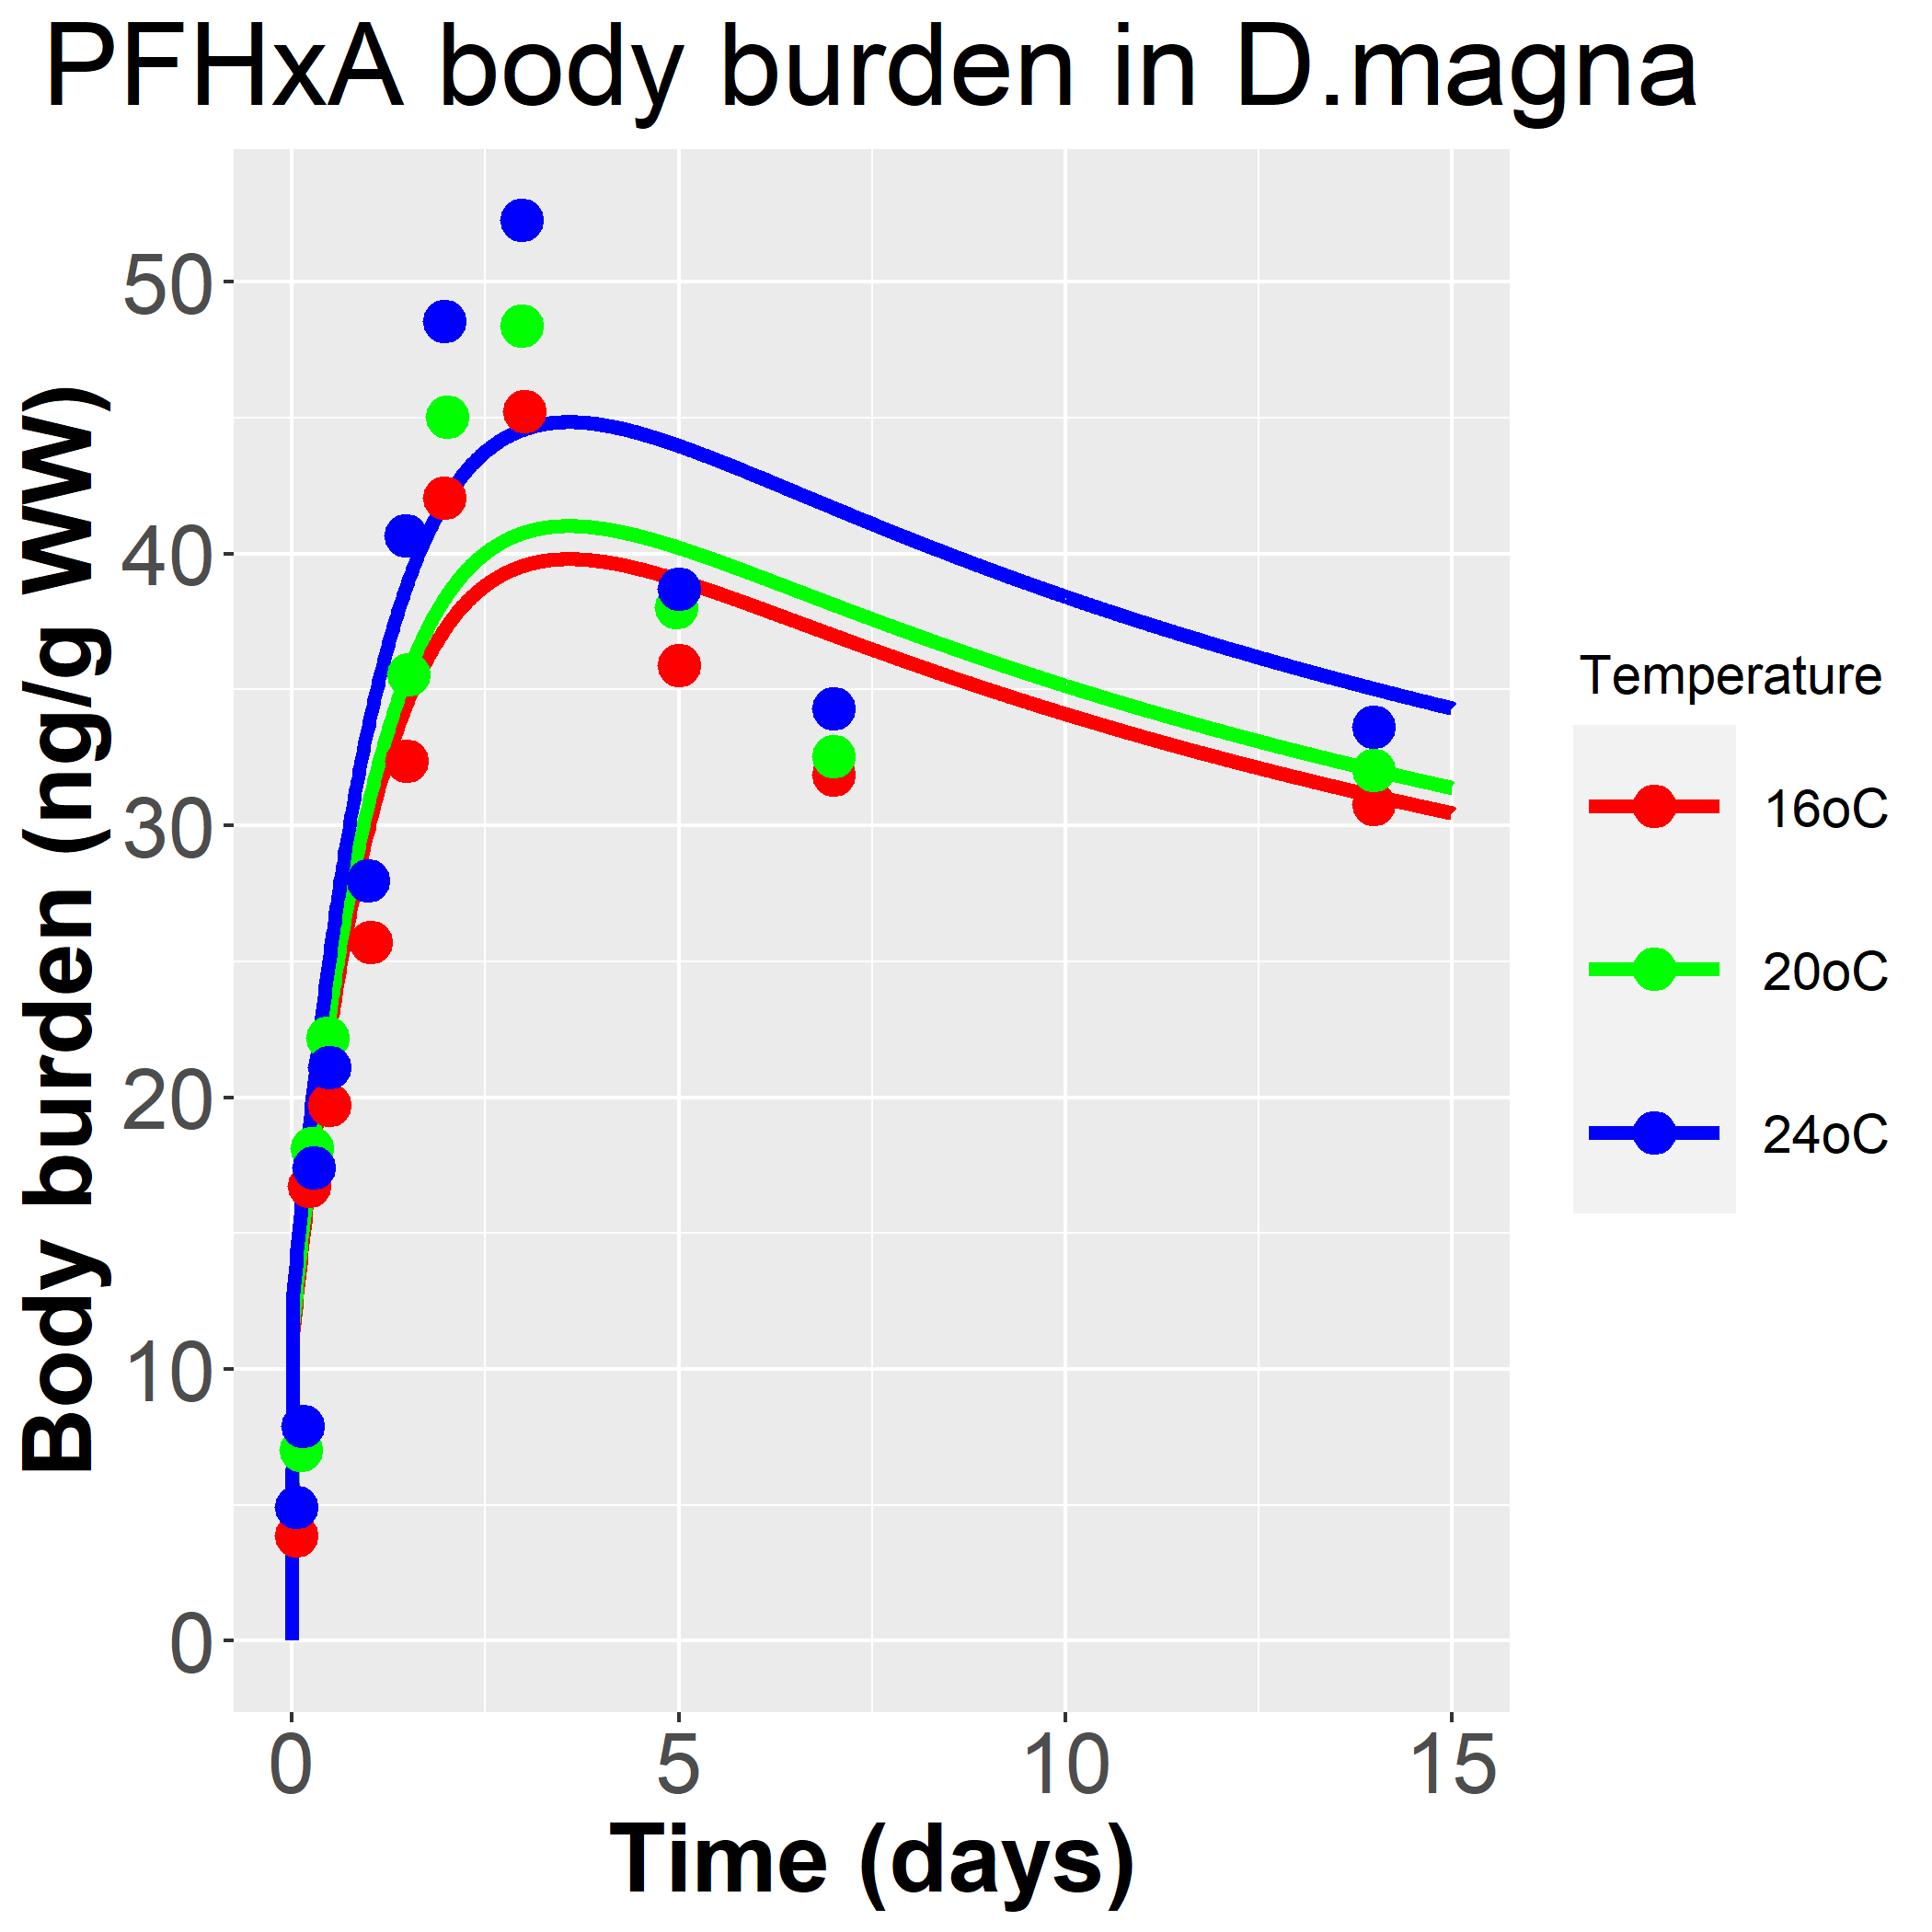 PFHxA body burden in D.magna
Body burden (ng/g WW)
50
40
30
20
10
0
0 5 10 15
Time (days)
Temperature
16oC
20oC
24oC